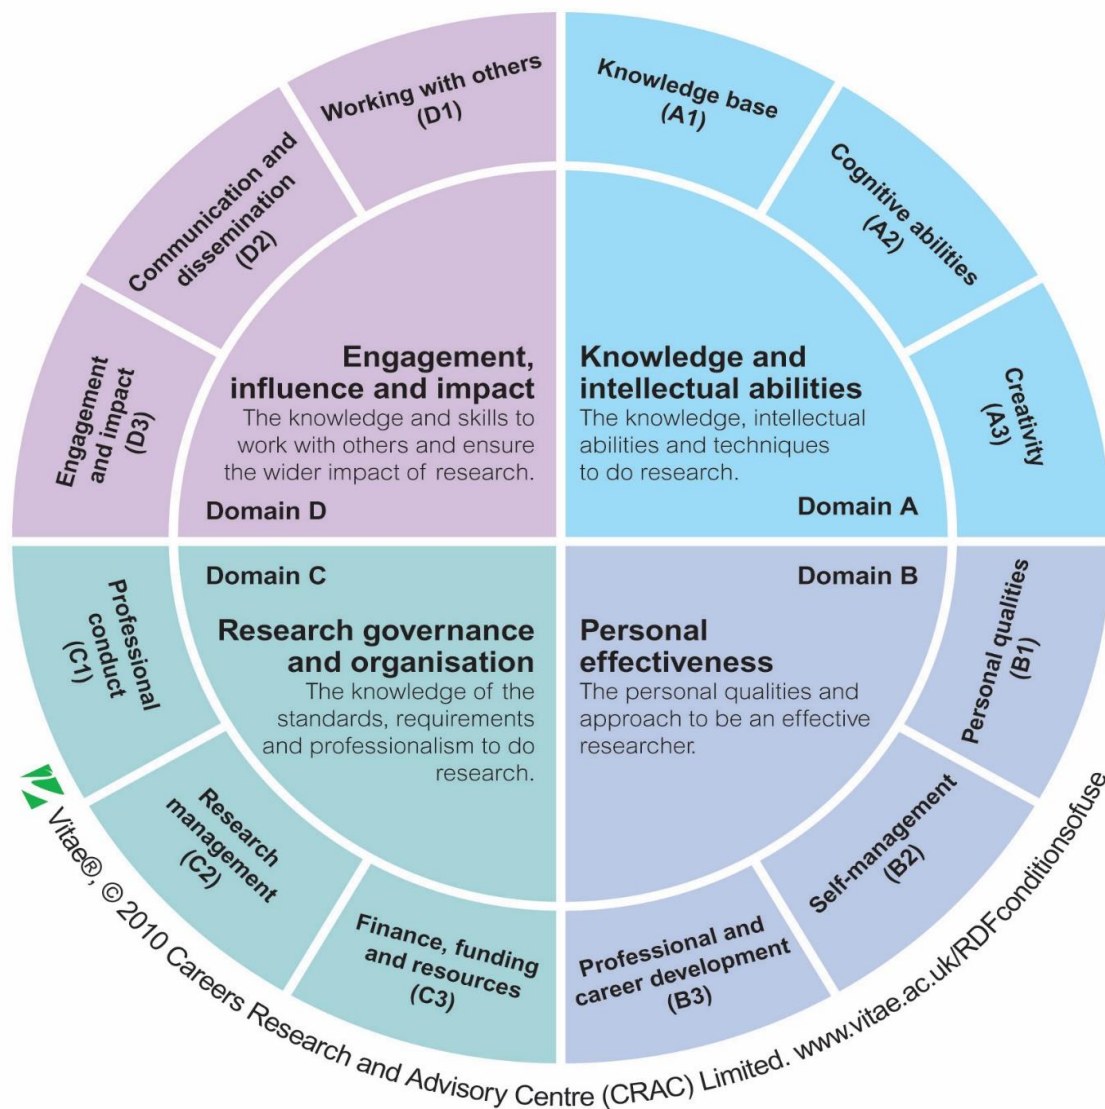 Knowledge base
(A1)
Cognitive abilities
(A2)
Creativity
(A3)
Knowledge and
intellectual abilities
The knowledge, intellectual
abilities and techniques
to do research.
Domain A
Domain B
Personal
effectiveness
The personal qualities and
approach to be an effective
researcher.
Personal qualities
(B1)
Self-management
(B2)
Professional and
career development
(B3)
Domain C
Research governance
and organisation
The knowledge of the
standards, requirements
and professionalism to do
research.
Professional
conduct
(C1)
Research
management
(C2)
Finance, funding
and resources
(C3)
Working with others
(D1)
Communication and
dissemination
(D2)
Engagement
and impact
(D3)
Engagement,
influence and impact
The knowledge and skills to
work with others and ensure
the wider impact of research.
Domain D
Vitae®, © 2010 Careers Research and Advisory Centre (CRAC) Limited. www.vitae.ac.uk/RDFconditionsofuse